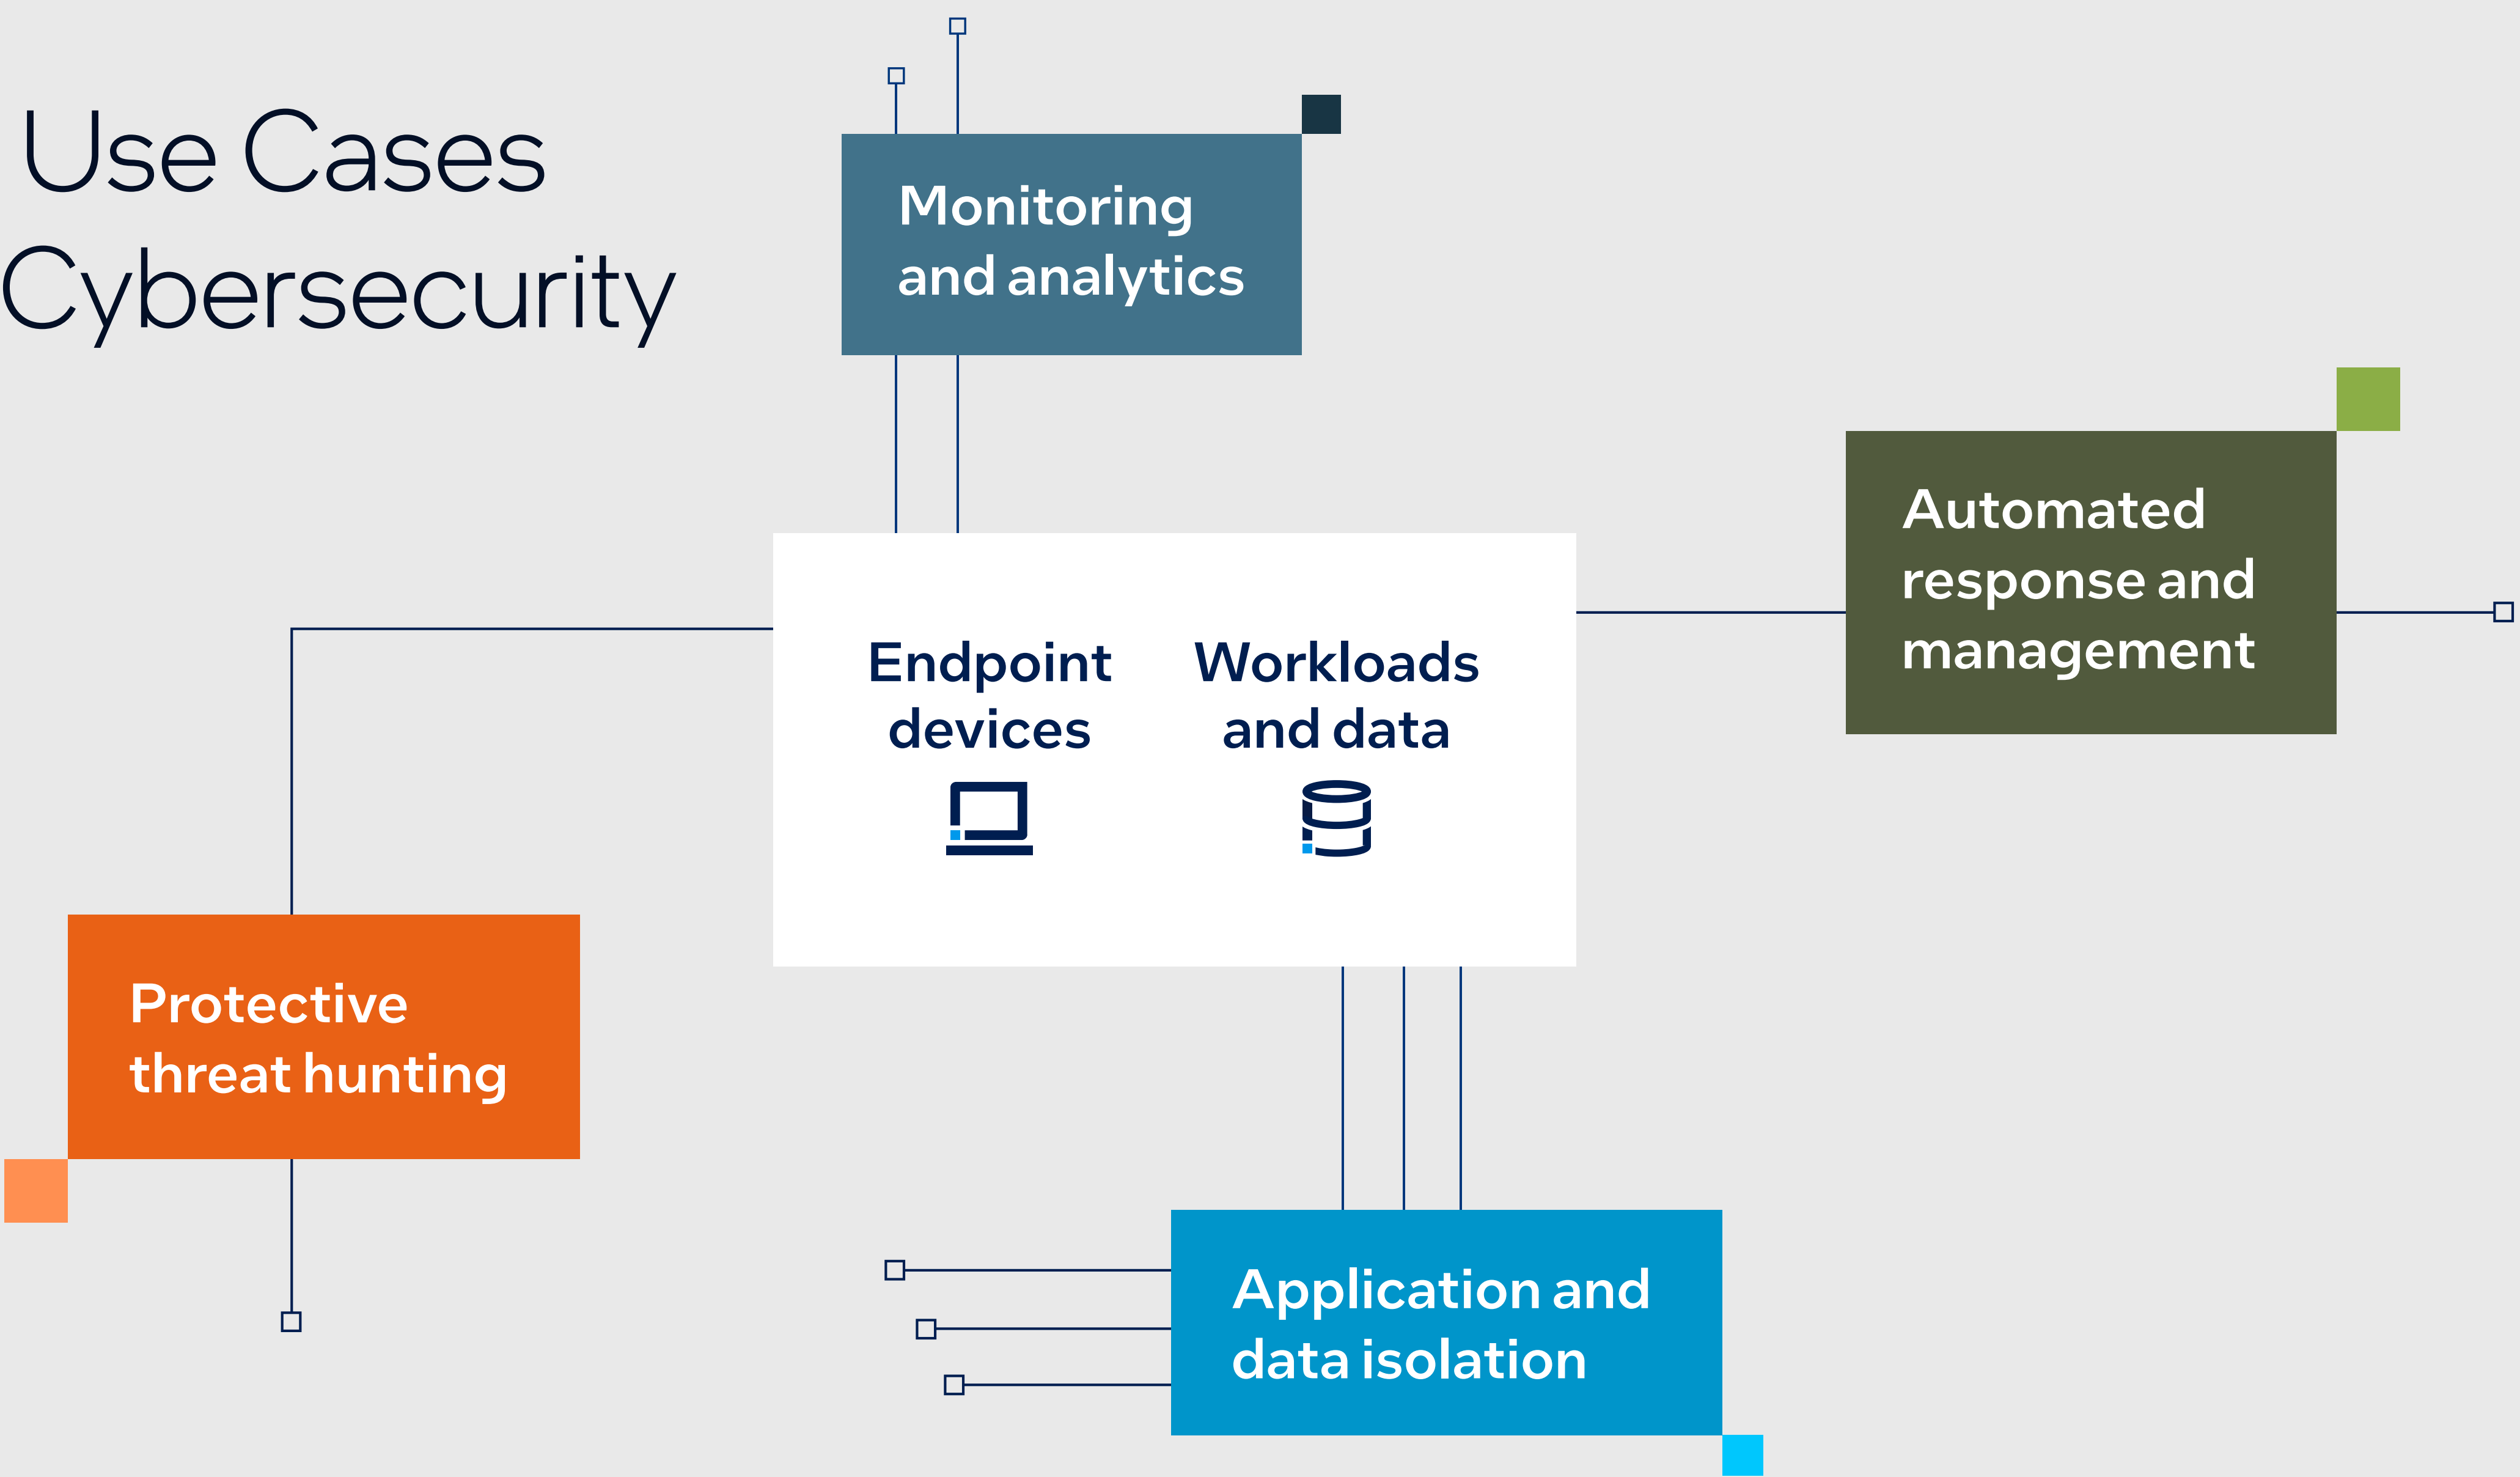 Use Cases
Cybersecurity
Monitoring
and analytics
Automated
response and
management
Endpoint
devices
Workloads
and data
Protective
threat hunting
Application and
data isolation